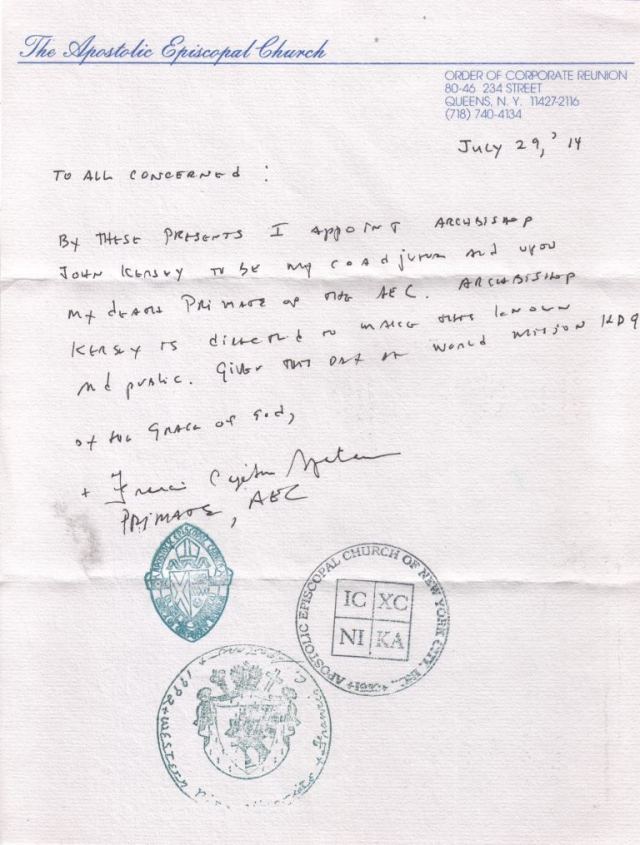 The Apostolic Episcopal Church
ORDER OF CORPORATE REUNION
80-46 234 STREET
QUEENS, N. Y. 11427-2116
(718) 740-4134
July 29, '14
TO ALL CONCERNED:
By THESE PRESENTS I appoint ARCHBISHOP
JOHN KERSEY TO BE my coadjutor and upon
my death PRIMATE of the AEC. ARCHBISHOP
KERSEY is directed to make this known
and public. Given this day at WORLD MISSION HDQ
of the GRACE of God,
+ Francis C. Spataro
PRIMATE, AEC
APOSTOLIC EPISCOPAL CHURCH OF NEW YORK CITY, INC.
IC XC
NI KA